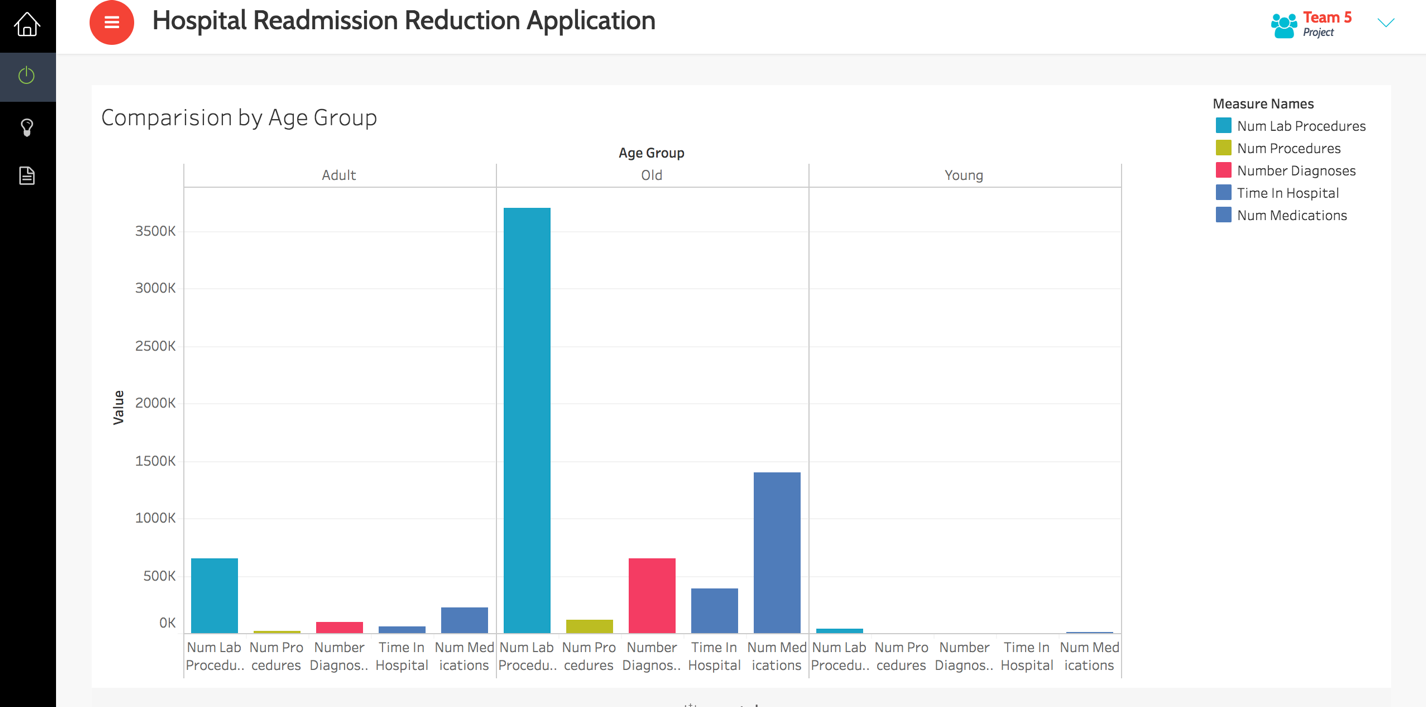 Hospital Readmission Reduction Application
Team 5
Project
Comparision by Age Group
Measure Names
Num Lab Procedures
Num Procedures
Number Diagnoses
Time In Hospital
Num Medications
Age Group
Adult Old Young
3500K
3000K
2500K
2000K
1500K
1000K
500K
0K
Value
Num Lab Num Pro Number Time In Num Med Num Lab Num Pro Number Time In Num Med Num Lab Num Pro Number Time In Num Med
Procedu.. cedures Diagnos.. Hospital ications Procedu.. cedures Diagnos.. Hospital ications Procedu.. cedures Diagnos.. Hospital ications